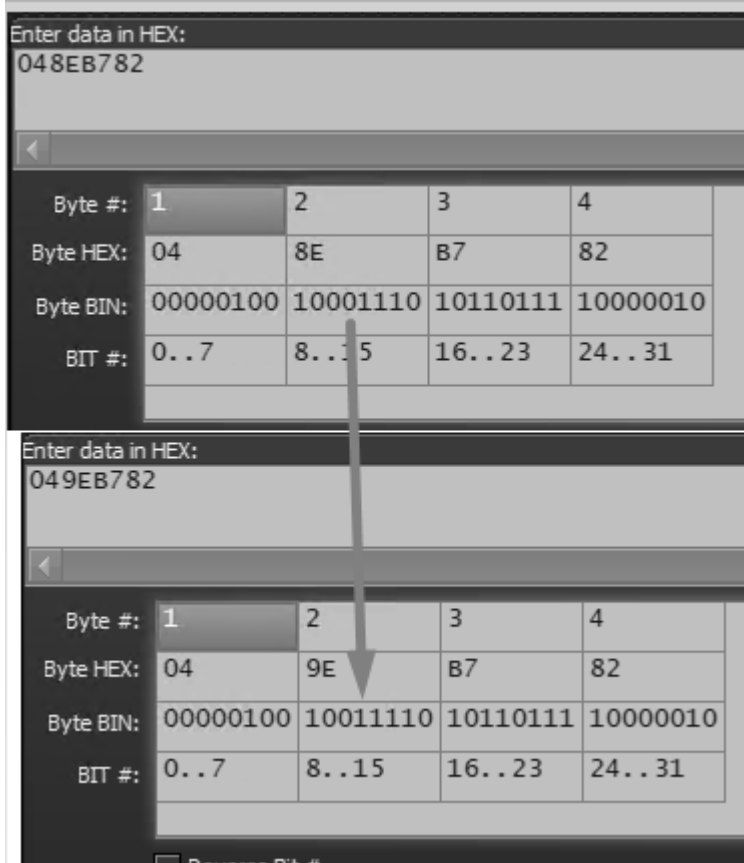 Enter data in HEX:
048EB782
Byte #: 1 2 3 4
Byte HEX: 04 8E B7 82
Byte BIN: 00000100 10001110 10110111 10000010
BIT #: 0..7 8..15 16..23 24..31
Enter data in HEX:
049EB782
Byte #: 1 2 3 4
Byte HEX: 04 9E B7 82
Byte BIN: 00000100 10011110 10110111 10000010
BIT #: 0..7 8..15 16..23 24..31